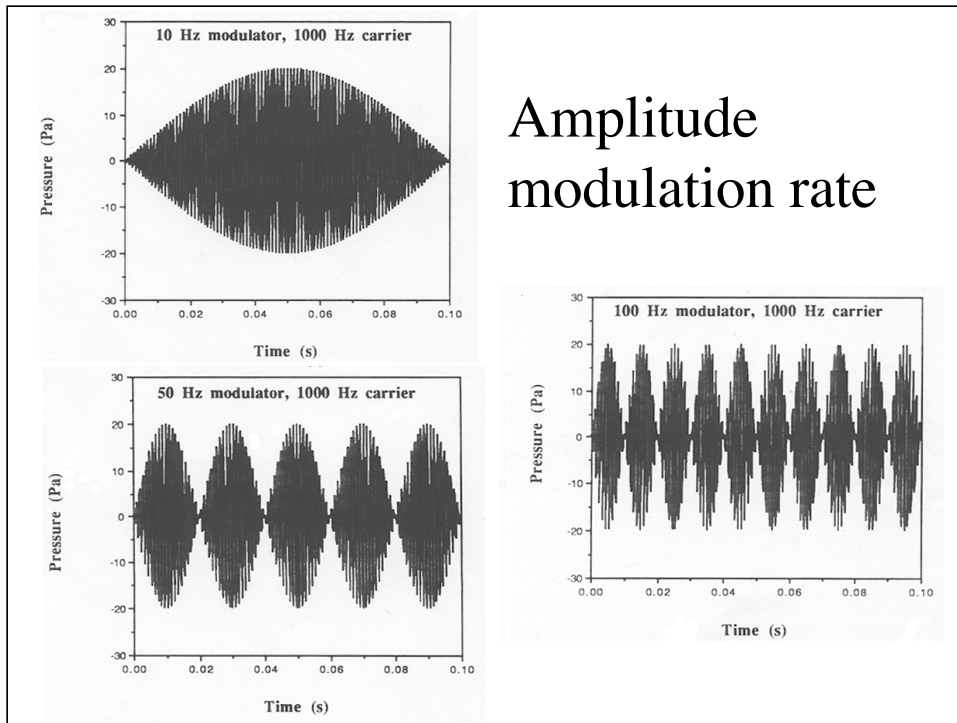 10 Hz modulator, 1000 Hz carrier
30
20
10
0
-10
-20
-30
Pressure (Pa)
0.00 0.02 0.04 0.06 0.08 0.10
Time (s)
Amplitude
modulation rate
50 Hz modulator, 1000 Hz carrier
30
20
10
0
-10
-20
-30
Pressure (Pa)
0.00 0.02 0.04 0.06 0.08 0.10
Time (s)
100 Hz modulator, 1000 Hz carrier
30
20
10
0
-10
-20
-30
Pressure (Pa)
0.00 0.02 0.04 0.06 0.08 0.10
Time (s)